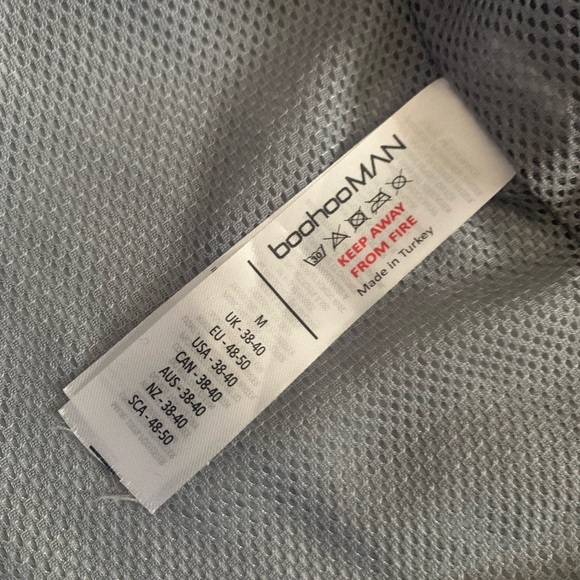 boohooMAN
30
KEEP AWAY
FROM FIRE
Made in Turkey
M
UK - 38-40
EU - 48-50
USA - 38-40
CAN - 38-40
AUS - 38-40
NZ - 38-40
SCA - 48-50